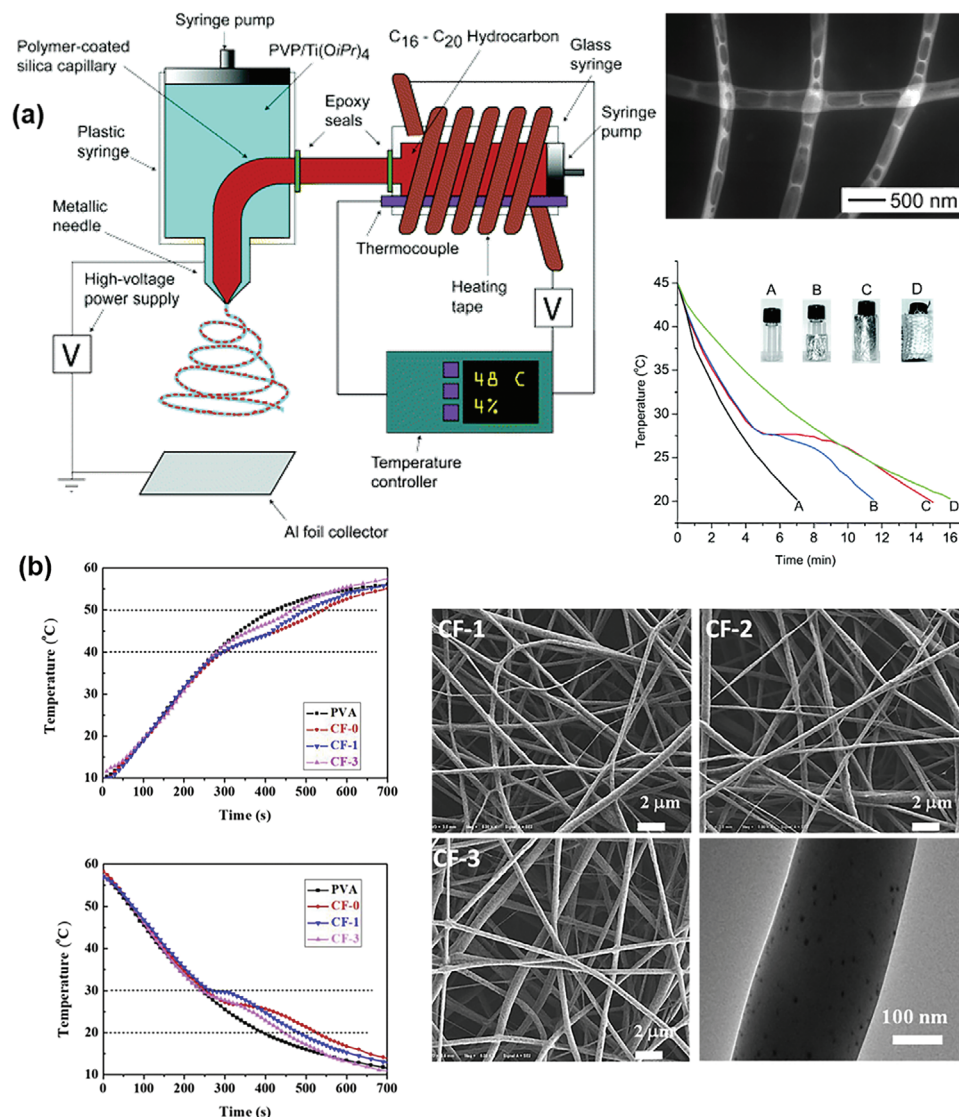 Syringe pump
Polymer-coated
silica capillary
PVP/Ti(OiPr)4
C16 - C20 Hydrocarbon
Glass
syringe
(a)
Epoxy
seals
Syringe
pump
Plastic
syringe
Metallic
needle
Thermocouple
High-voltage
power supply
Heating
tape
V
V
48 C
4%
Temperature
controller
Al foil collector
500 nm
A B C D
Tenperature (°C)
45
40
35
30
25
20
A B C D
0 2 4 6 8 10 12 14 16
Time (min)
(b)
Temperature (°C)
60
50
40
30
20
10
PVA
CF-0
CF-1
CF-3
0 100 200 300 400 500 600 700
Time (s)
Temperature (°C)
60
50
40
30
20
10
PVA
CF-0
CF-1
CF-3
0 100 200 300 400 500 600 700
Time (s)
CF-1
2 μm
CF-2
2 μm
CF-3
2 μm
100 nm